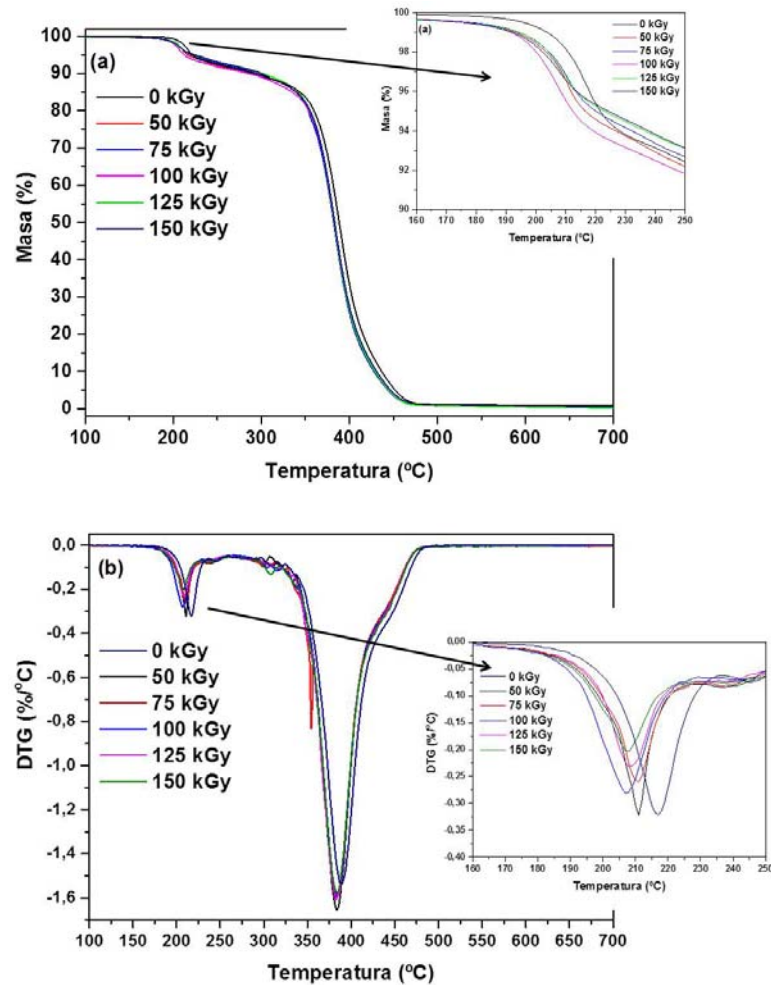 (a)
0 kGy
50 kGy
75 kGy
100 kGy
125 kGy
150 kGy
Masa (%)
100
90
80
70
60
50
40
30
20
10
0
100 200 300 400 500 600 700
Temperatura (ºC)
(a)
0 kGy
50 kGy
75 kGy
100 kGy
125 kGy
150 kGy
Masa (%)
100
98
96
94
92
90
160 170 180 190 200 210 220 230 240 250
Temperatura (ºC)
(b)
0 kGy
50 kGy
75 kGy
100 kGy
125 kGy
150 kGy
DTG (%/ºC)
0,0
-0,2
-0,4
-0,6
-0,8
-1,0
-1,2
-1,4
-1,6
100 150 200 250 300 350 400 450 500 550 600 650 700
Temperatura (ºC)
0 kGy
50 kGy
75 kGy
100 kGy
125 kGy
150 kGy
DTG (%/ºC)
0,00
-0,05
-0,10
-0,15
-0,20
-0,25
-0,30
-0,35
-0,40
160 170 180 190 200 210 220 230 240 250
Temperatura (ºC)